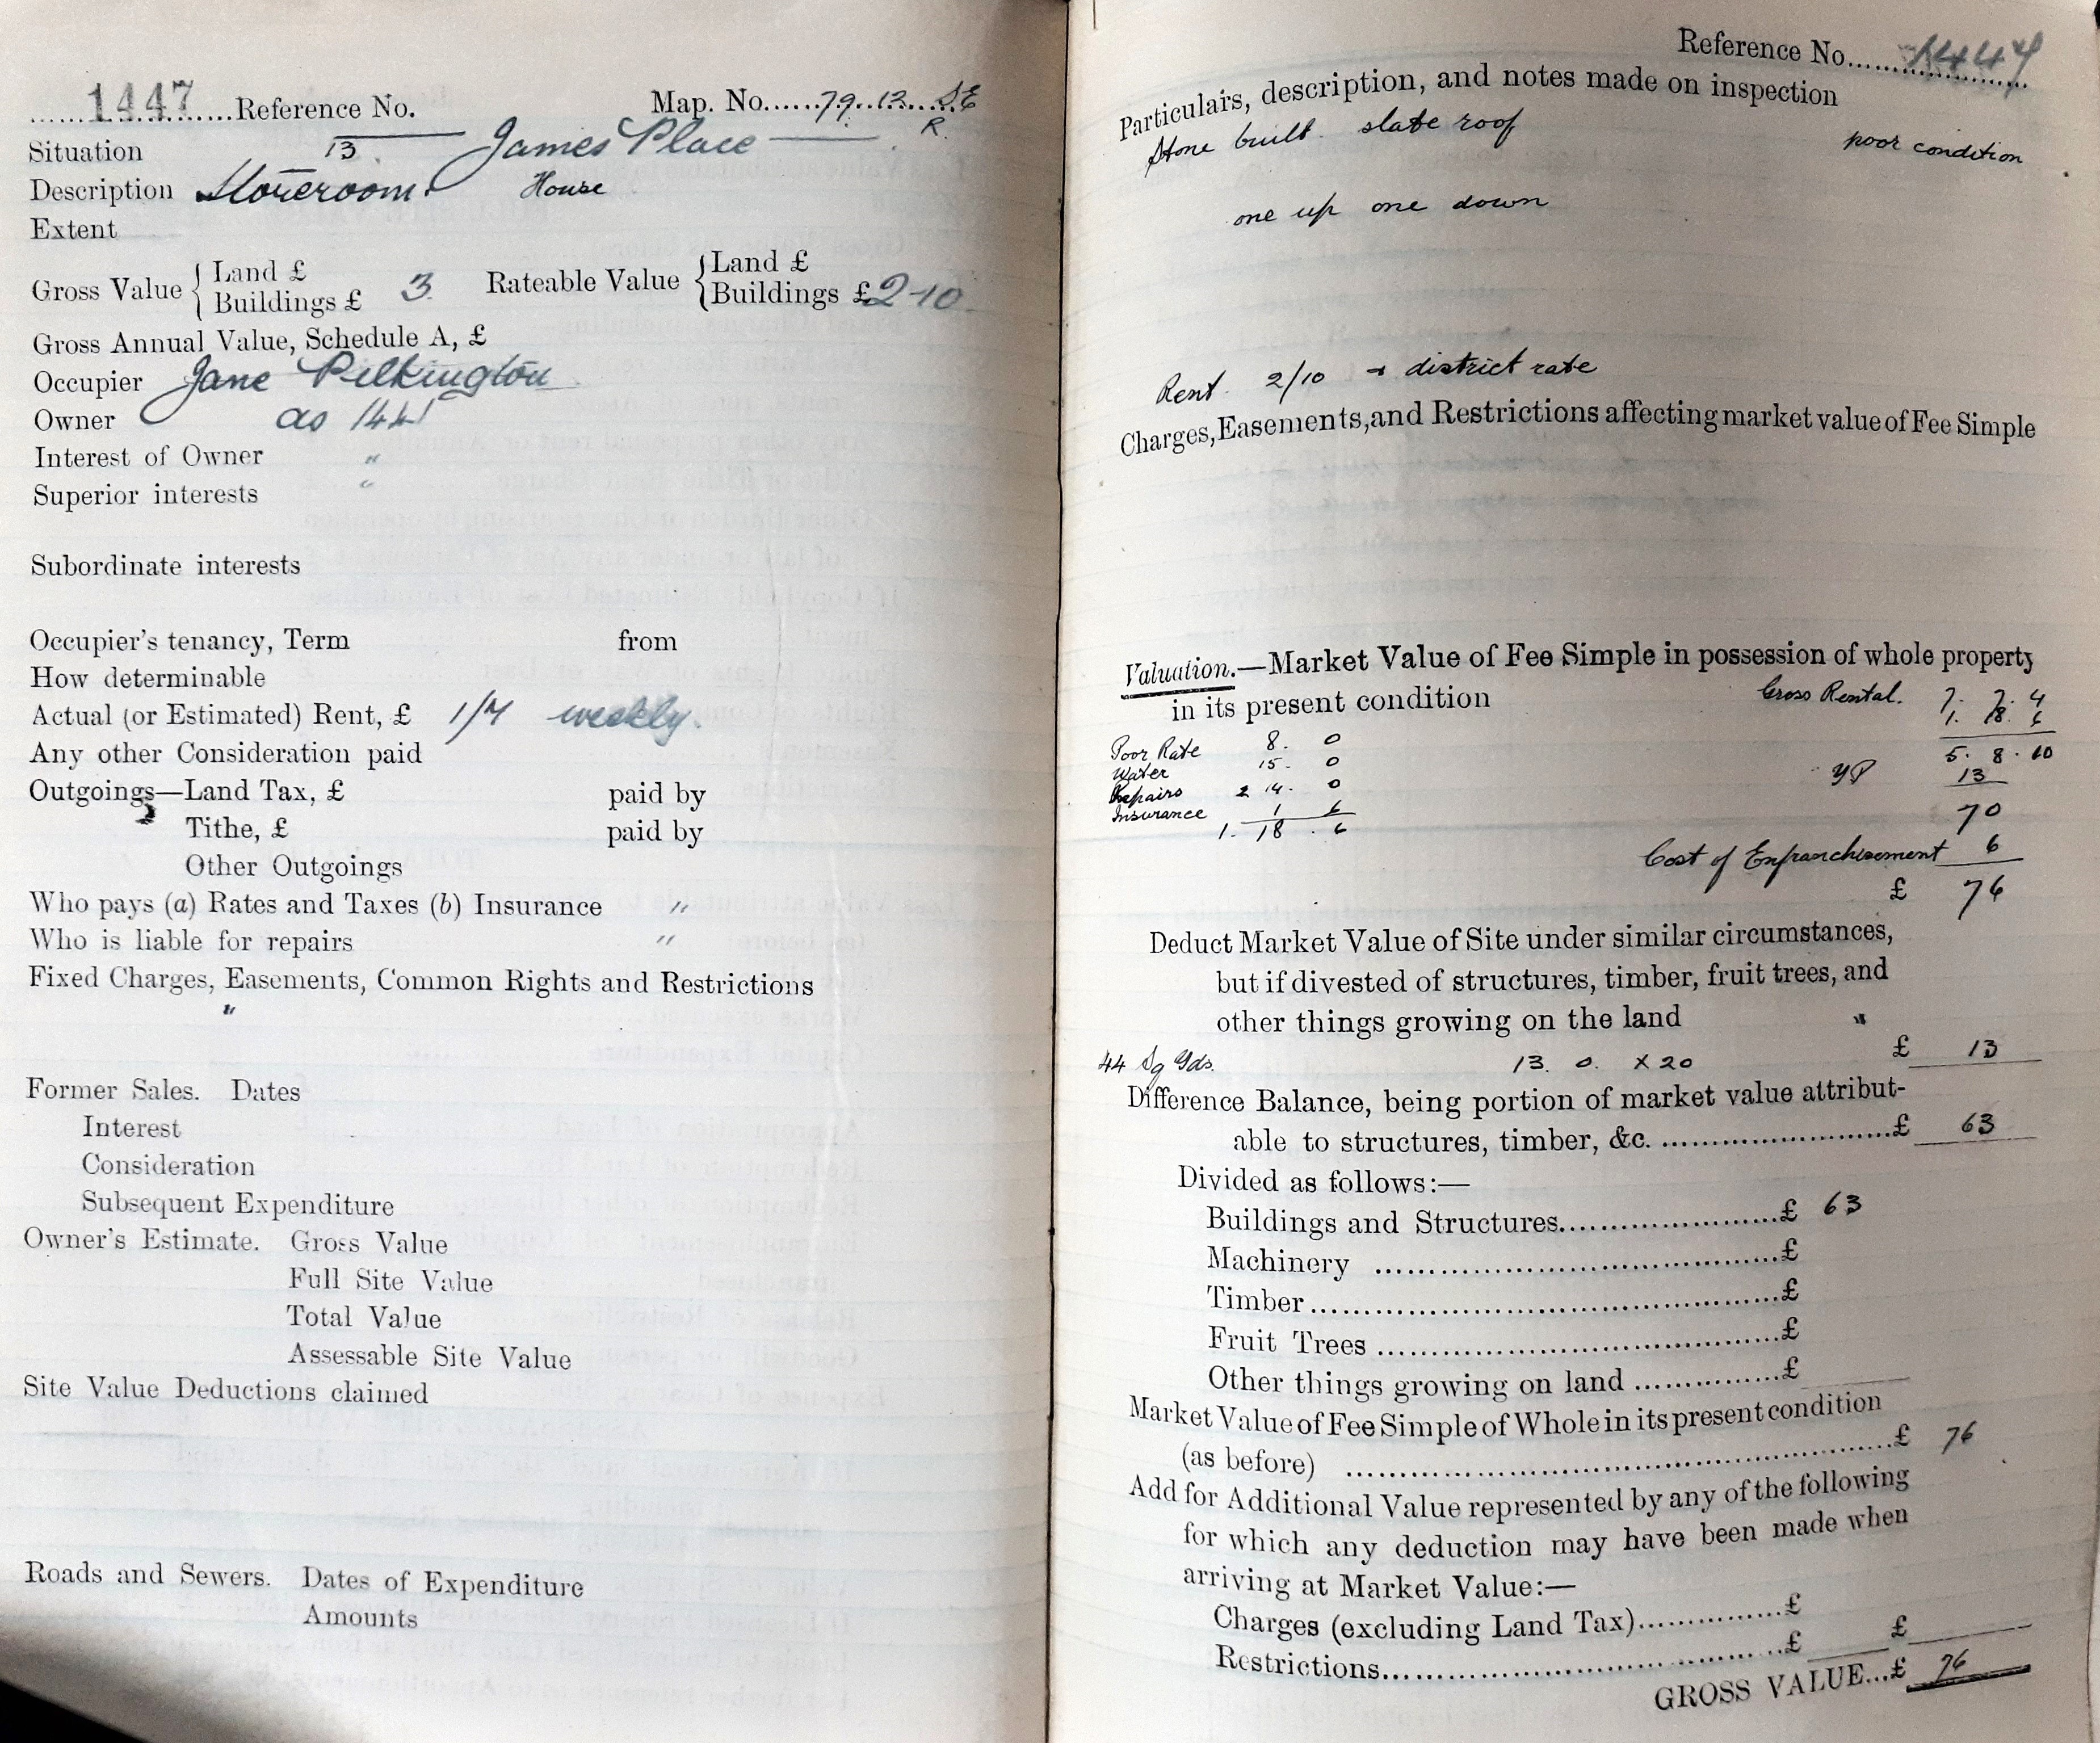 1447 Reference No. Map. No. 79.12. S.E
R.
Situation 13 James Place
Description Storeroom. House
Extent
Gross Value { Land £
Buildings £ 3 Rateable Value { Land £
Buildings £2-10
Gross Annual Value, Schedule A, £
Occupier Jane Pilkington
Owner as 1441
Interest of Owner "
Superior interests "
Subordinate interests
Occupier's tenancy, Term from
How determinable
Actual (or Estimated) Rent, £ 1/7 weekly.
Any other Consideration paid
Outgoings—Land Tax, £ paid by
Tithe, £ paid by
Other Outgoings
Who pays (a) Rates and Taxes (b) Insurance "
Who is liable for repairs "
Fixed Charges, Easements, Common Rights and Restrictions
"
Former Sales. Dates
Interest
Consideration
Subsequent Expenditure
Owner's Estimate. Gross Value
Full Site Value
Total Value
Assessable Site Value
Site Value Deductions claimed
Roads and Sewers. Dates of Expenditure
Amounts
Reference No. 1447
Particulars, description, and notes made on inspection
Stone built slate roof poor condition
one up one down
Rent. 2/10 + district rate
Charges, Easements, and Restrictions affecting market value of Fee Simple
Valuation.—Market Value of Fee Simple in possession of whole property
in its present condition Gross Rental. 7. 7. 4
1. 18. 6
Poor Rate 8. 0 5. 8. 10
Water 15. 0 YP 13
Repairs 14. 0
Insurance 1 6 70
1. 18. 6
Cost of Enfranchisement 6
£ 76
Deduct Market Value of Site under similar circumstances,
but if divested of structures, timber, fruit trees, and
other things growing on the land "
44 Sq Yds. 13. 0. x 20 £ 13
Difference Balance, being portion of market value attribut-
able to structures, timber, &c. £ 63
Divided as follows:—
Buildings and Structures £ 63
Machinery £
Timber £
Fruit Trees £
Other things growing on land £
Market Value of Fee Simple of Whole in its present condition
(as before) £ 76
Add for Additional Value represented by any of the following
for which any deduction may have been made when
arriving at Market Value:—
Charges (excluding Land Tax) £
Restrictions £ £
GROSS VALUE...£ 76